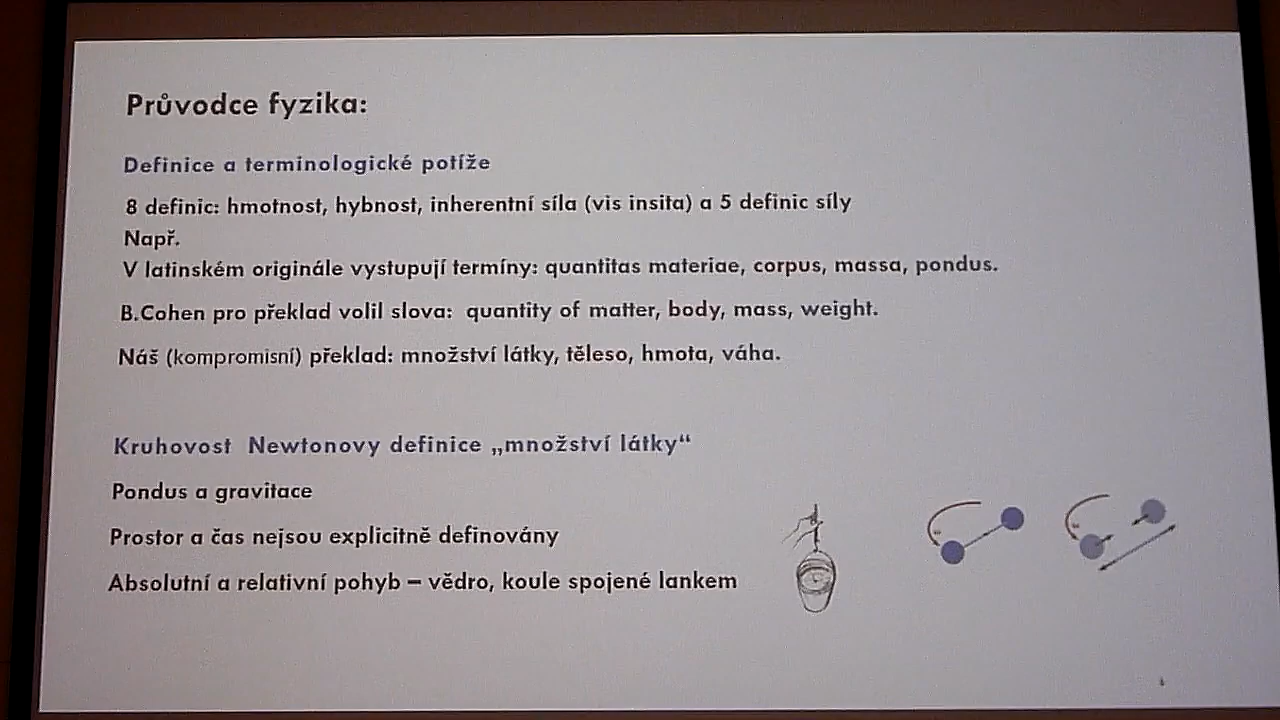 Průvodce fyzika:
Definice a terminologické potíže
8 definic: hmotnost, hybnost, inherentní síla (vis insita) a 5 definic síly
Např.
V latinském originále vystupují termíny: quantitas materiae, corpus, massa, pondus.
B.Cohen pro překlad volil slova: quantity of matter, body, mass, weight.
Náš (kompromisní) překlad: množství látky, těleso, hmota, váha.
Kruhovost Newtonovy definice „množství látky“
Pondus a gravitace
Prostor a čas nejsou explicitně definovány
Absolutní a relativní pohyb – vědro, koule spojené lankem